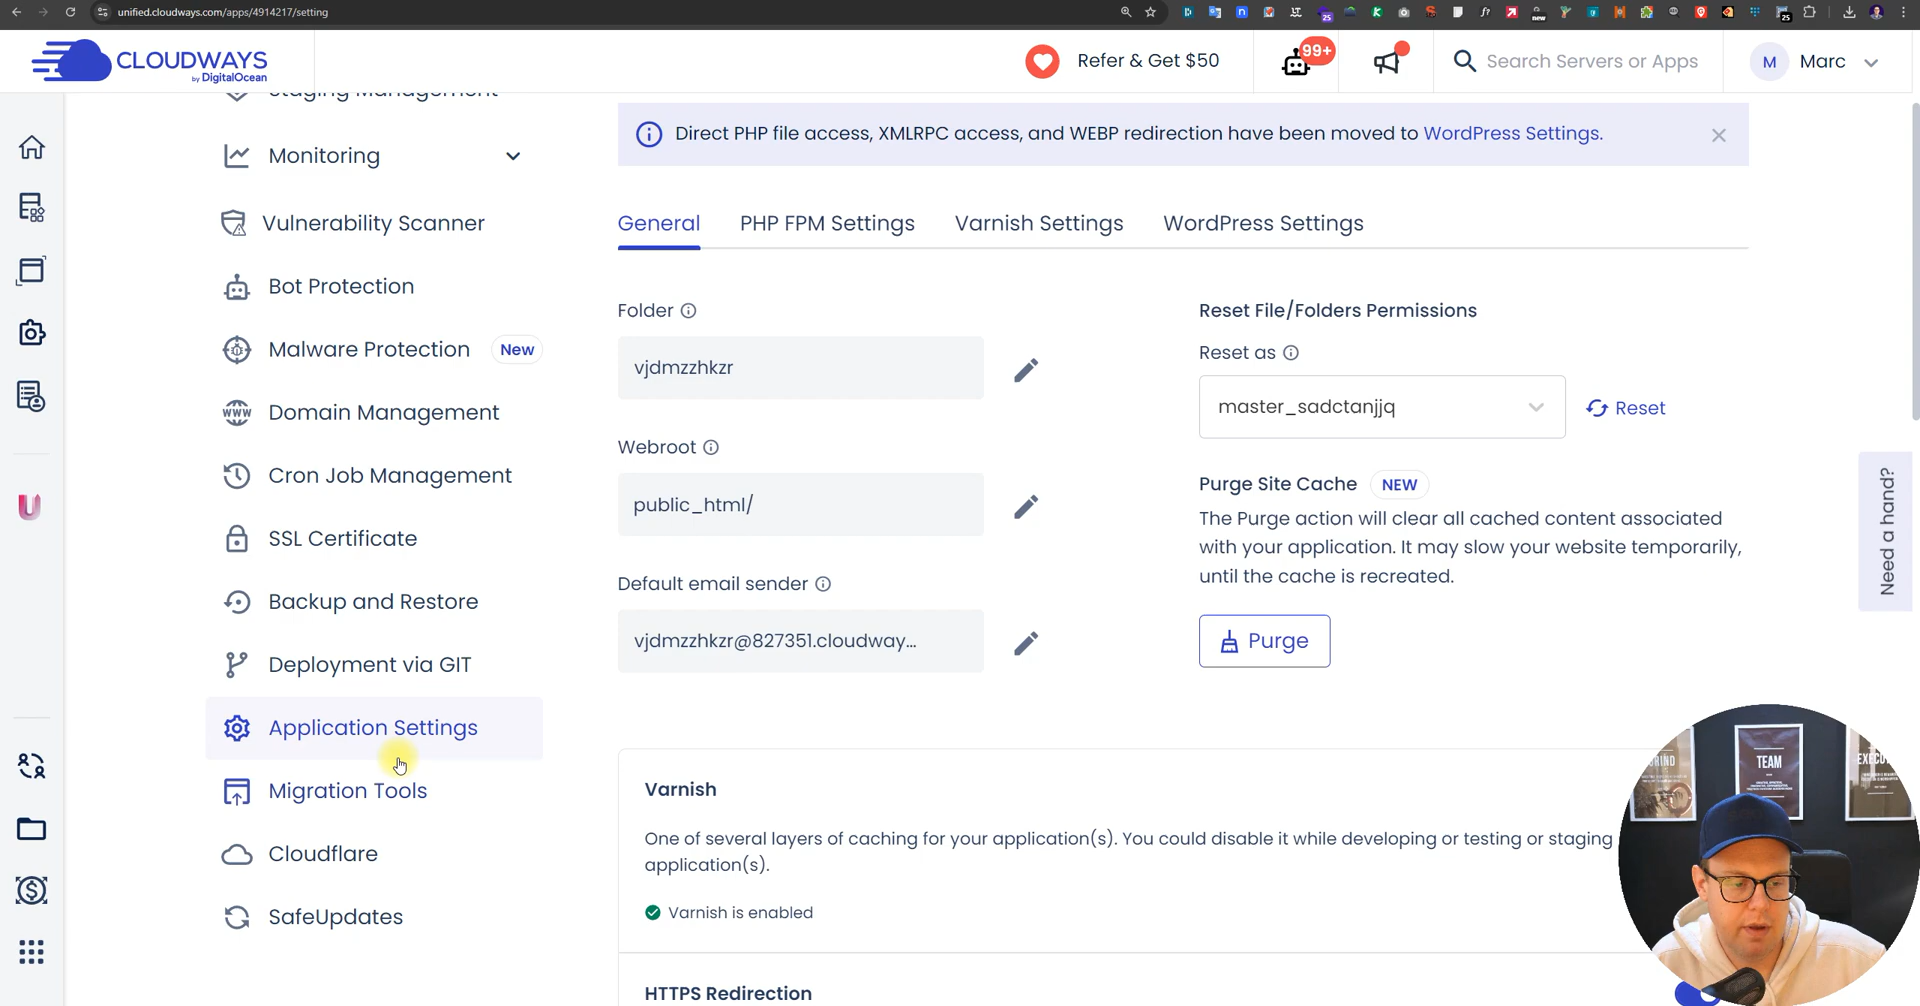 unified.cloudways.com/apps/4914217/setting
25
new
25
CLOUDWAYS
by DigitalOcean
Refer & Get $50
99+
Search Servers or Apps
M
Marc
Staging Management
Monitoring
Vulnerability Scanner
Bot Protection
Malware Protection New
Domain Management
Cron Job Management
SSL Certificate
Backup and Restore
Deployment via GIT
Application Settings
Migration Tools
Cloudflare
SafeUpdates
Direct PHP file access, XMLRPC access, and WEBP redirection have been moved to WordPress Settings.
General PHP FPM Settings Varnish Settings WordPress Settings
Folder
vjdmzzhkzr
Webroot
public_html/
Default email sender
vjdmzzhkzr@827351.cloudway...
Reset File/Folders Permissions
Reset as
master_sadctanjjq
Reset
Purge Site Cache NEW
The Purge action will clear all cached content associated
with your application. It may slow your website temporarily,
until the cache is recreated.
Purge
Varnish
One of several layers of caching for your application(s). You could disable it while developing or testing or staging
application(s).
Varnish is enabled
HTTPS Redirection
Need a hand?
TEAM